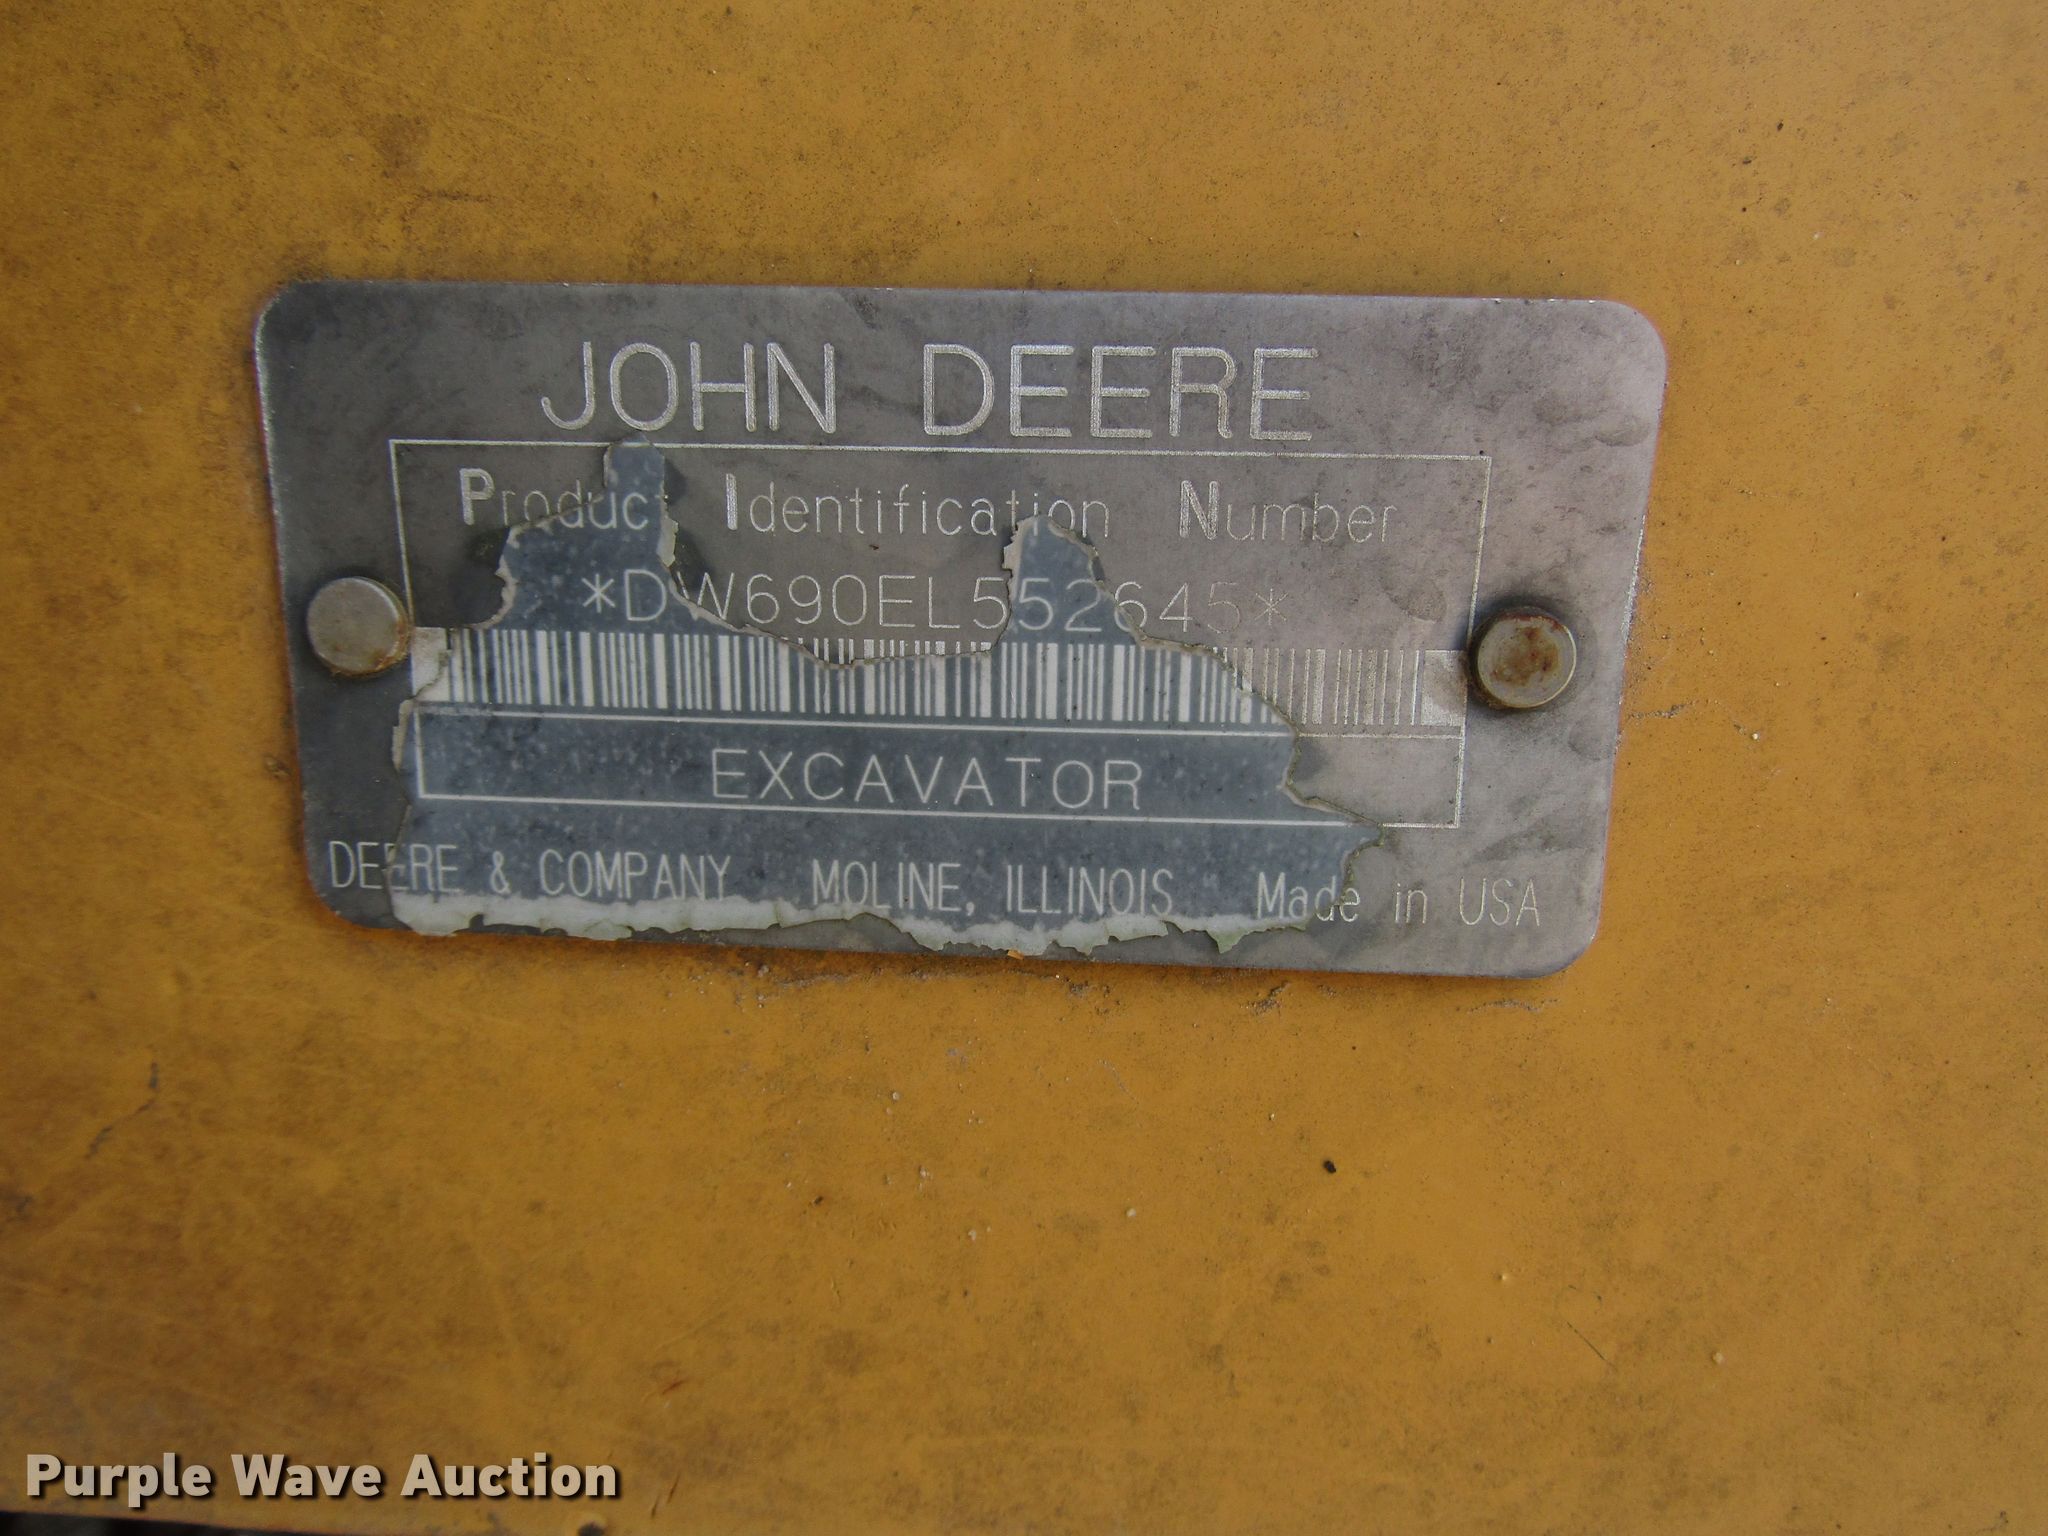 JOHN DEERE
Product Identification Number
*DW690EL552645*
EXCAVATOR
DEERE & COMPANY MOLINE, ILLINOIS Made in USA
Purple Wave Auction